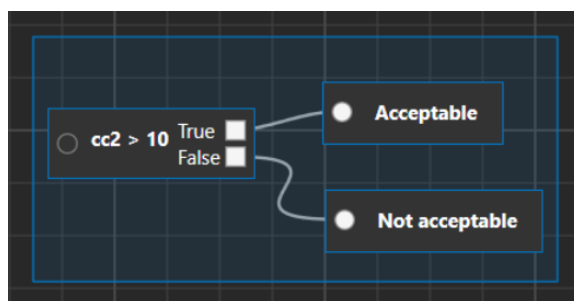 cc2 > 10
True
False
Acceptable
Not acceptable